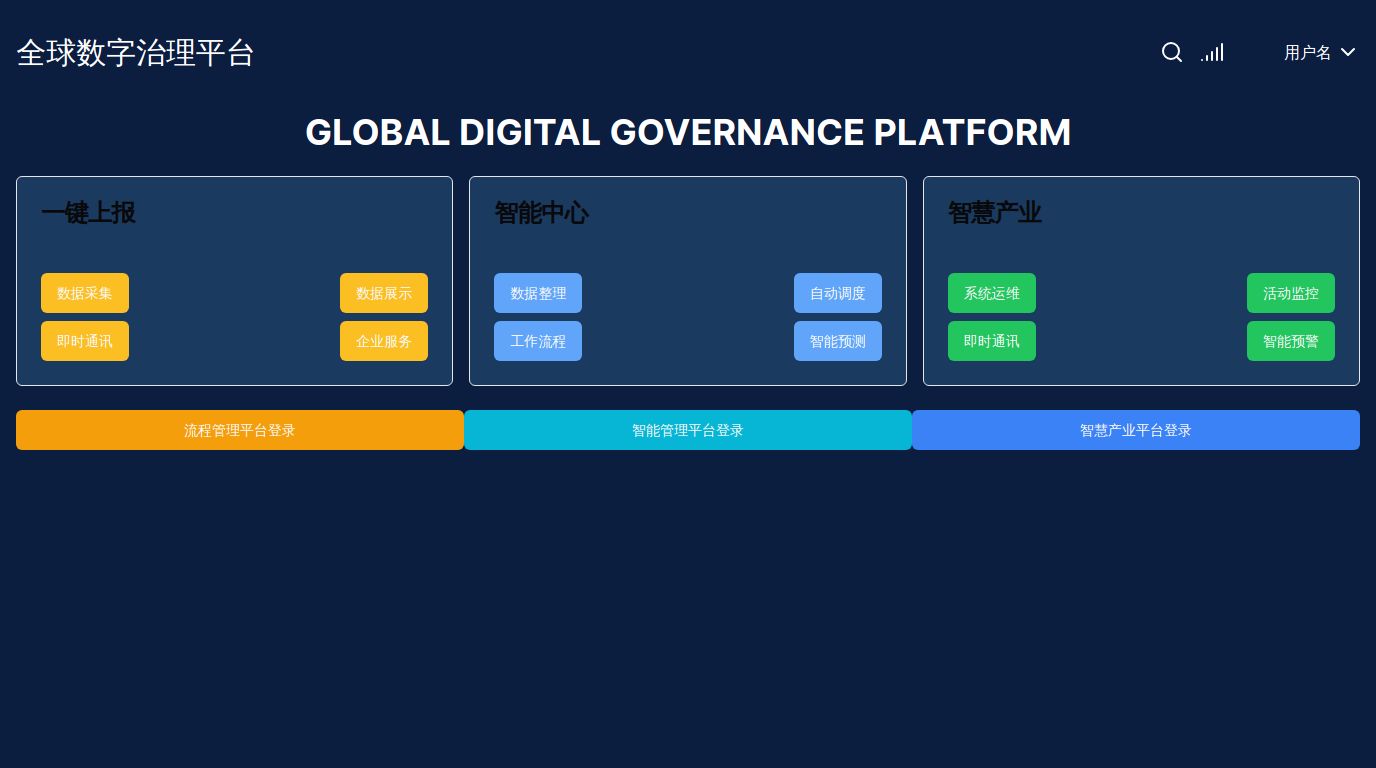 全球数字治理平台
用户名
GLOBAL DIGITAL GOVERNANCE PLATFORM
一键上报
数据采集
数据展示
即时通讯
企业服务
智能中心
数据整理
自动调度
工作流程
智能预测
智慧产业
系统运维
活动监控
即时通讯
智能预警
流程管理平台登录
智能管理平台登录
智慧产业平台登录